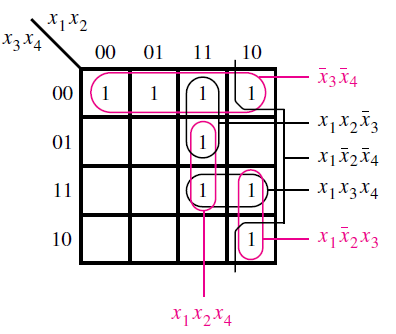 x₁x₂
x₃x₄
00 01 11 10
00 1 1 1 1 x̄₃x̄₄
x₁x₂x̄₃
01 1
x₁x̄₂x̄₄
11 1 1 x₁x₃x₄
10 1 x₁x̄₂x₃
x₁x₂x₄